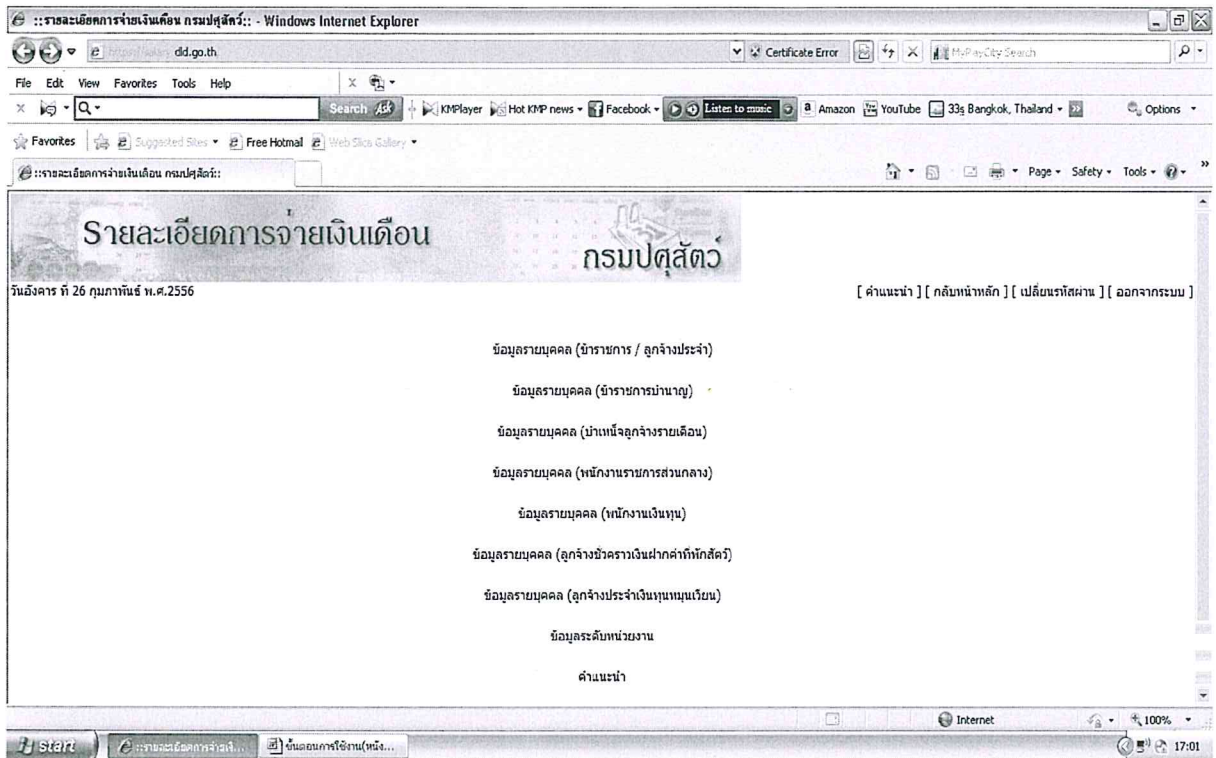 ::รายละเอียดการจ่ายเงินเดือน กรมปศุสัตว์:: - Windows Internet Explorer
dld.go.th Certificate Error Search
File Edit View Favorites Tools Help
Search Ask KMPlayer Hot KMP news Facebook Listen to music Amazon YouTube 33° Bangkok, Thailand Options
Favorites Suggested Sites Free Hotmail Web Slice Gallery
::รายละเอียดการจ่ายเงินเดือน กรมปศุสัตว์:: Page Safety Tools
รายละเอียดการจ่ายเงินเดือน
กรมปศุสัตว์
วันอังคาร ที่ 26 กุมภาพันธ์ พ.ศ.2556 [ คำแนะนำ ] [ กลับหน้าหลัก ] [ เปลี่ยนรหัสผ่าน ] [ ออกจากระบบ ]
ข้อมูลรายบุคคล (ข้าราชการ / ลูกจ้างประจำ)
ข้อมูลรายบุคคล (ข้าราชการบำนาญ)
ข้อมูลรายบุคคล (บำเหน็จลูกจ้างรายเดือน)
ข้อมูลรายบุคคล (พนักงานราชการส่วนกลาง)
ข้อมูลรายบุคคล (พนักงานเงินทุน)
ข้อมูลรายบุคคล (ลูกจ้างชั่วคราวเงินฝากค่าที่พักสัตว์)
ข้อมูลรายบุคคล (ลูกจ้างประจำเงินทุนหมุนเวียน)
ข้อมูลระดับหน่วยงาน
คำแนะนำ
Internet 100%
start ::รายละเอียดการจ่ายเงิ... ขั้นตอนการใช้งาน(หนัง... 17:01